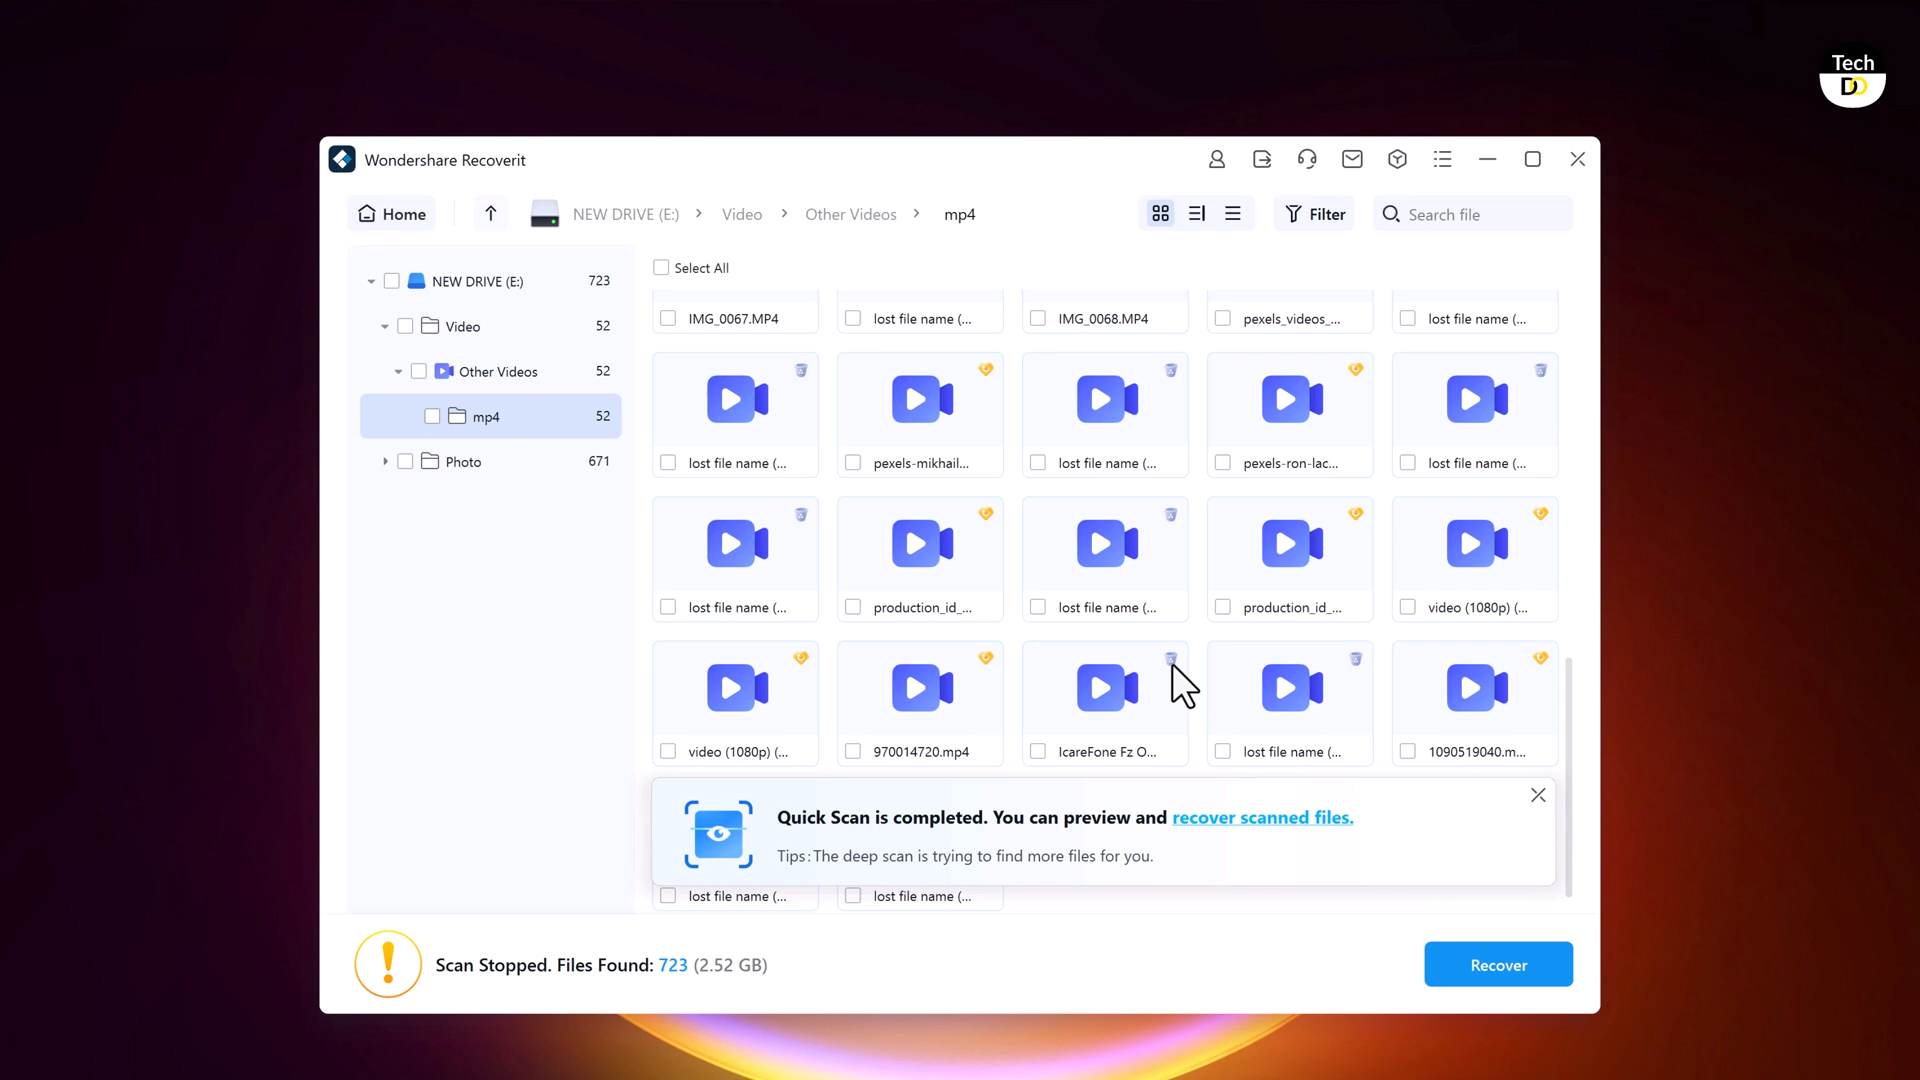 Tech
DO
Wondershare Recoverit
Home
NEW DRIVE (E:) > Video > Other Videos > mp4
Filter
Search file
NEW DRIVE (E:) 723
Video 52
Other Videos 52
mp4 52
Photo 671
Select All
IMG_0067.MP4 lost file name (... IMG_0068.MP4 pexels_videos_... lost file name (...
lost file name (... pexels-mikhail... lost file name (... pexels-ron-lac... lost file name (...
lost file name (... production_id_... lost file name (... production_id_... video (1080p) (...
video (1080p) (... 970014720.mp4 IcareFone Fz O... lost file name (... 1090519040.m...
Quick Scan is completed. You can preview and recover scanned files.
Tips:The deep scan is trying to find more files for you.
lost file name (... lost file name (...
Scan Stopped. Files Found: 723 (2.52 GB)
Recover